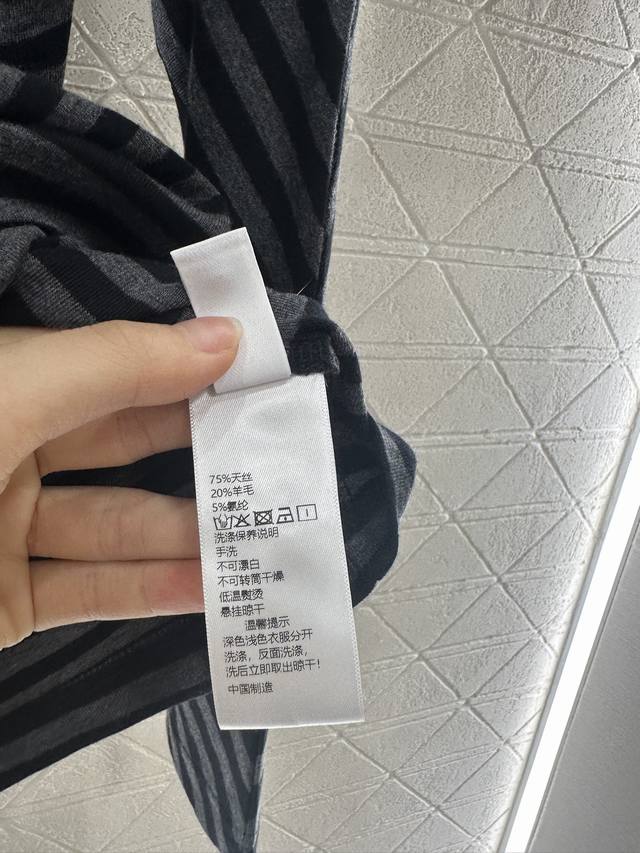 75%天丝
20%羊毛
5%氨纶
洗涤保养说明
手洗
不可漂白
不可转筒干燥
低温熨烫
悬挂晾干
温馨提示
深色浅色衣服分开
洗涤，反面洗涤，
洗后立即取出晾干！
中国制造